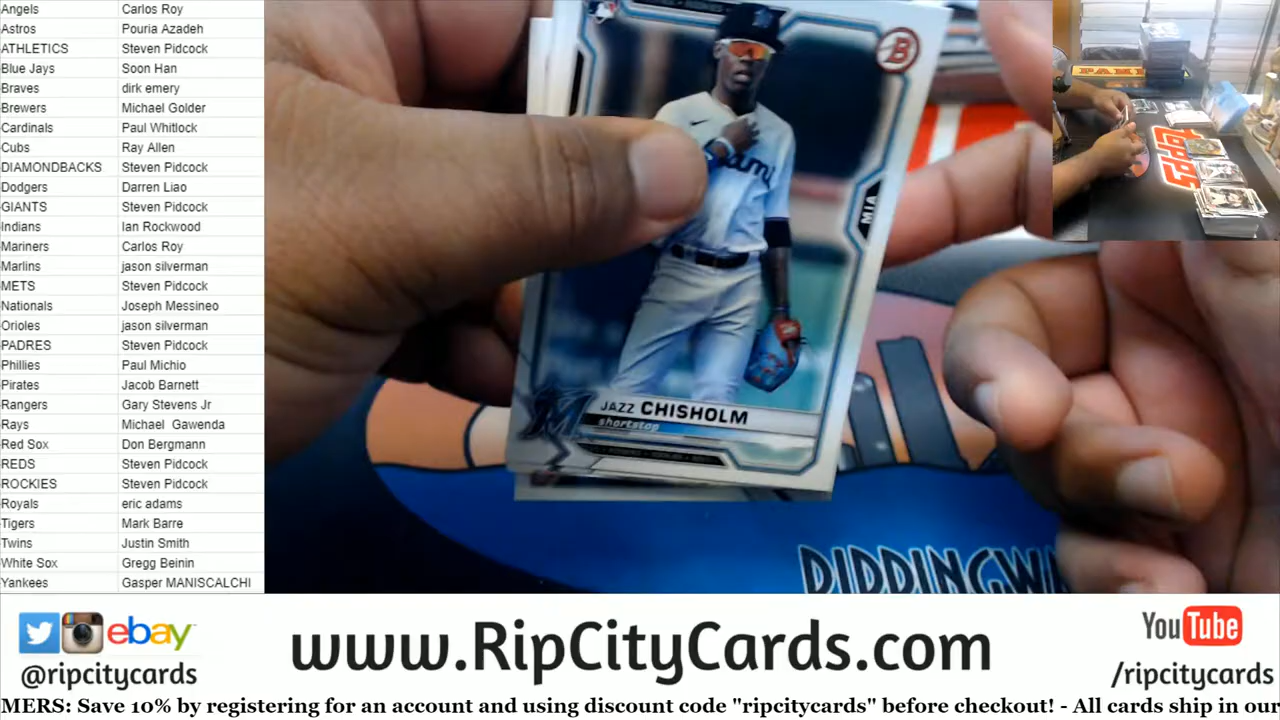 Angels Carlos Roy
Astros Pouria Azadeh
ATHLETICS Steven Pidcock
Blue Jays Soon Han
Braves dirk emery
Brewers Michael Golder
Cardinals Paul Whitlock
Cubs Ray Allen
DIAMONDBACKS Steven Pidcock
Dodgers Darren Liao
GIANTS Steven Pidcock
Indians Ian Rockwood
Mariners Carlos Roy
Marlins jason silverman
METS Steven Pidcock
Nationals Joseph Messineo
Orioles jason silverman
PADRES Steven Pidcock
Phillies Paul Michio
Pirates Jacob Barnett
Rangers Gary Stevens Jr
Rays Michael Gawenda
Red Sox Don Bergmann
REDS Steven Pidcock
ROCKIES Steven Pidcock
Royals eric adams
Tigers Mark Barre
Twins Justin Smith
White Sox Gregg Beinin
Yankees Gasper MANISCALCHI
B
MIA
JAZZ CHISHOLM
shortstop
M
TOPPS
ebay
@ripcitycards
www.RipCityCards.com
YouTube
/ripcitycards
MERS: Save 10% by registering for an account and using discount code "ripcitycards" before checkout! - All cards ship in our